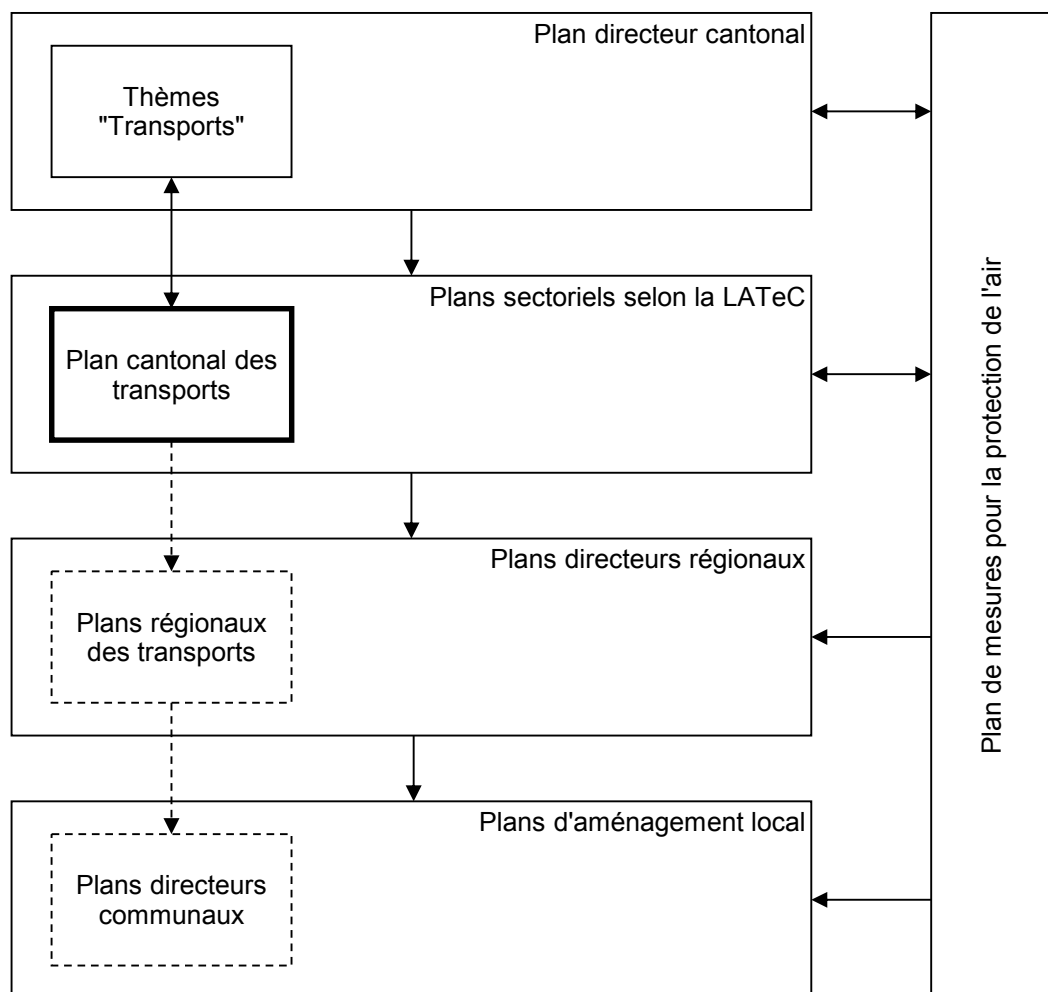 Plan directeur cantonal
Thèmes
"Transports"
Plans sectoriels selon la LATeC
Plan cantonal des
transports
Plans directeurs régionaux
Plans régionaux
des transports
Plans d'aménagement local
Plans directeurs
communaux
Plan de mesures pour la protection de l'air